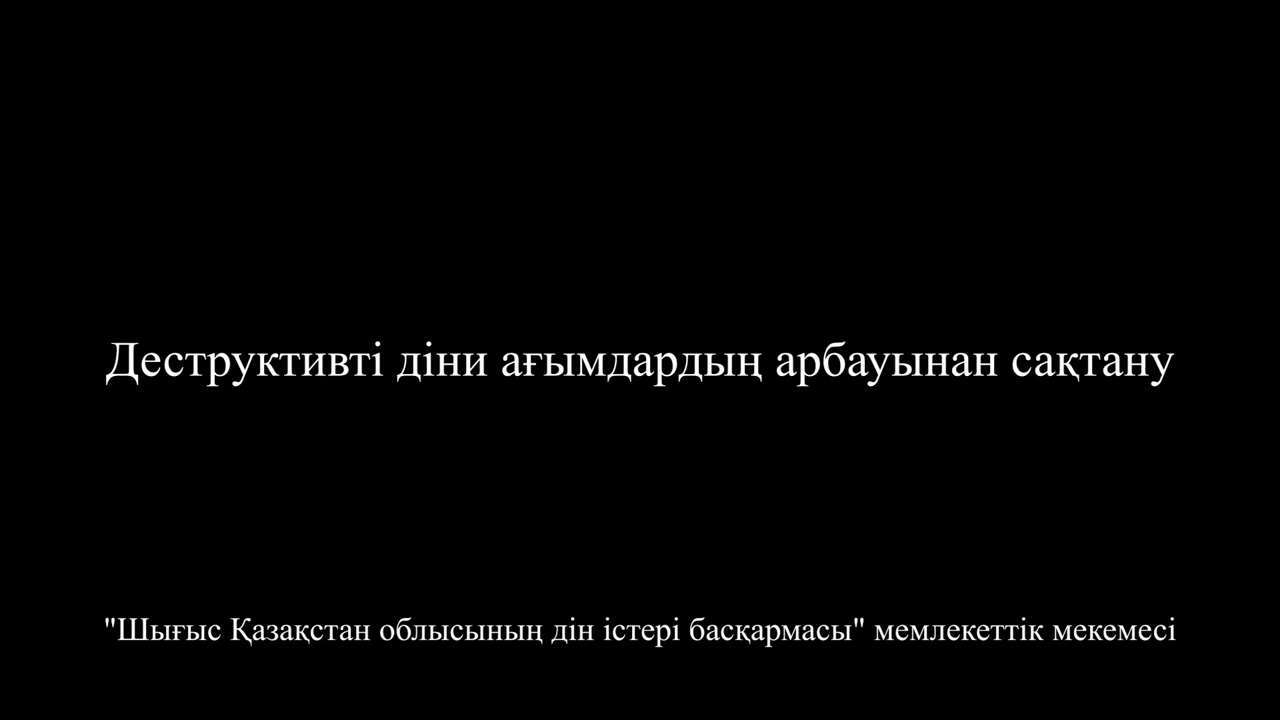 Деструктивті діни ағымдардың арбауынан сақтану
"Шығыс Қазақстан облысының дін істері басқармасы" мемлекеттік мекемесі